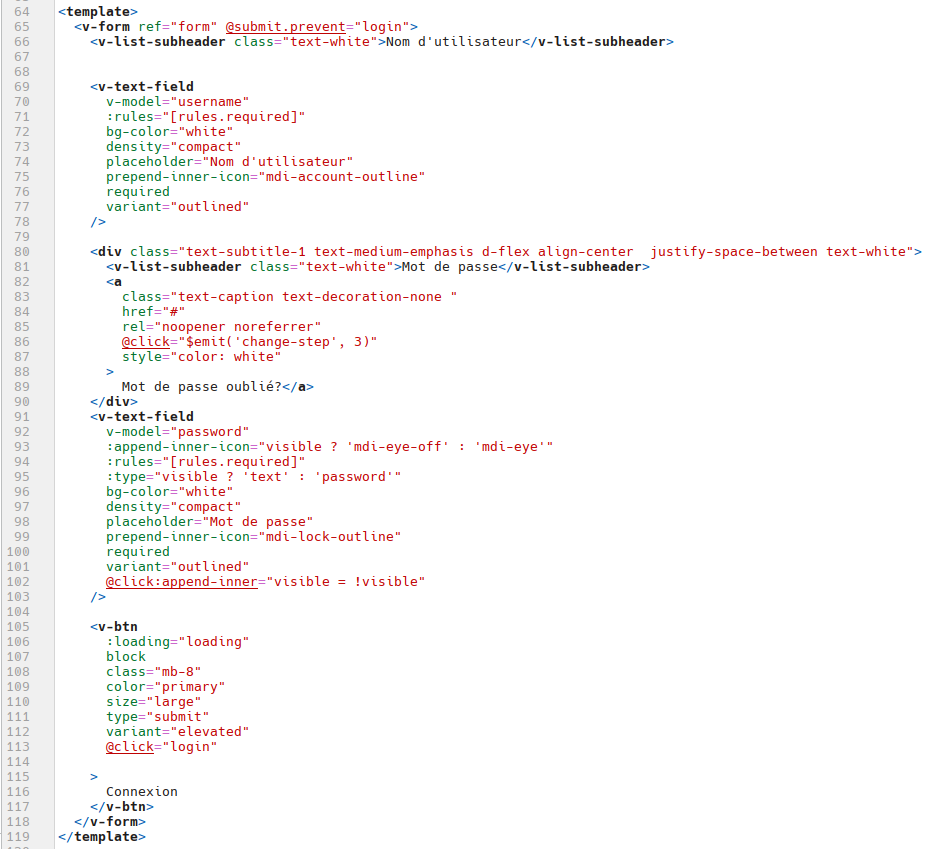 64 <template>
65 <v-form ref="form" @submit.prevent="login">
66 <v-list-subheader class="text-white">Nom d'utilisateur</v-list-subheader>
67
68
69 <v-text-field
70 v-model="username"
71 :rules="[rules.required]"
72 bg-color="white"
73 density="compact"
74 placeholder="Nom d'utilisateur"
75 prepend-inner-icon="mdi-account-outline"
76 required
77 variant="outlined"
78 />
79
80 <div class="text-subtitle-1 text-medium-emphasis d-flex align-center  justify-space-between text-white">
81 <v-list-subheader class="text-white">Mot de passe</v-list-subheader>
82 <a
83 class="text-caption text-decoration-none "
84 href="#"
85 rel="noopener noreferrer"
86 @click="$emit('change-step', 3)"
87 style="color: white"
88 >
89 Mot de passe oublié?</a>
90 </div>
91 <v-text-field
92 v-model="password"
93 :append-inner-icon="visible ? 'mdi-eye-off' : 'mdi-eye'"
94 :rules="[rules.required]"
95 :type="visible ? 'text' : 'password'"
96 bg-color="white"
97 density="compact"
98 placeholder="Mot de passe"
99 prepend-inner-icon="mdi-lock-outline"
100 required
101 variant="outlined"
102 @click:append-inner="visible = !visible"
103 />
104
105 <v-btn
106 :loading="loading"
107 block
108 class="mb-8"
109 color="primary"
110 size="large"
111 type="submit"
112 variant="elevated"
113 @click="login"
114
115 >
116 Connexion
117 </v-btn>
118 </v-form>
119 </template>